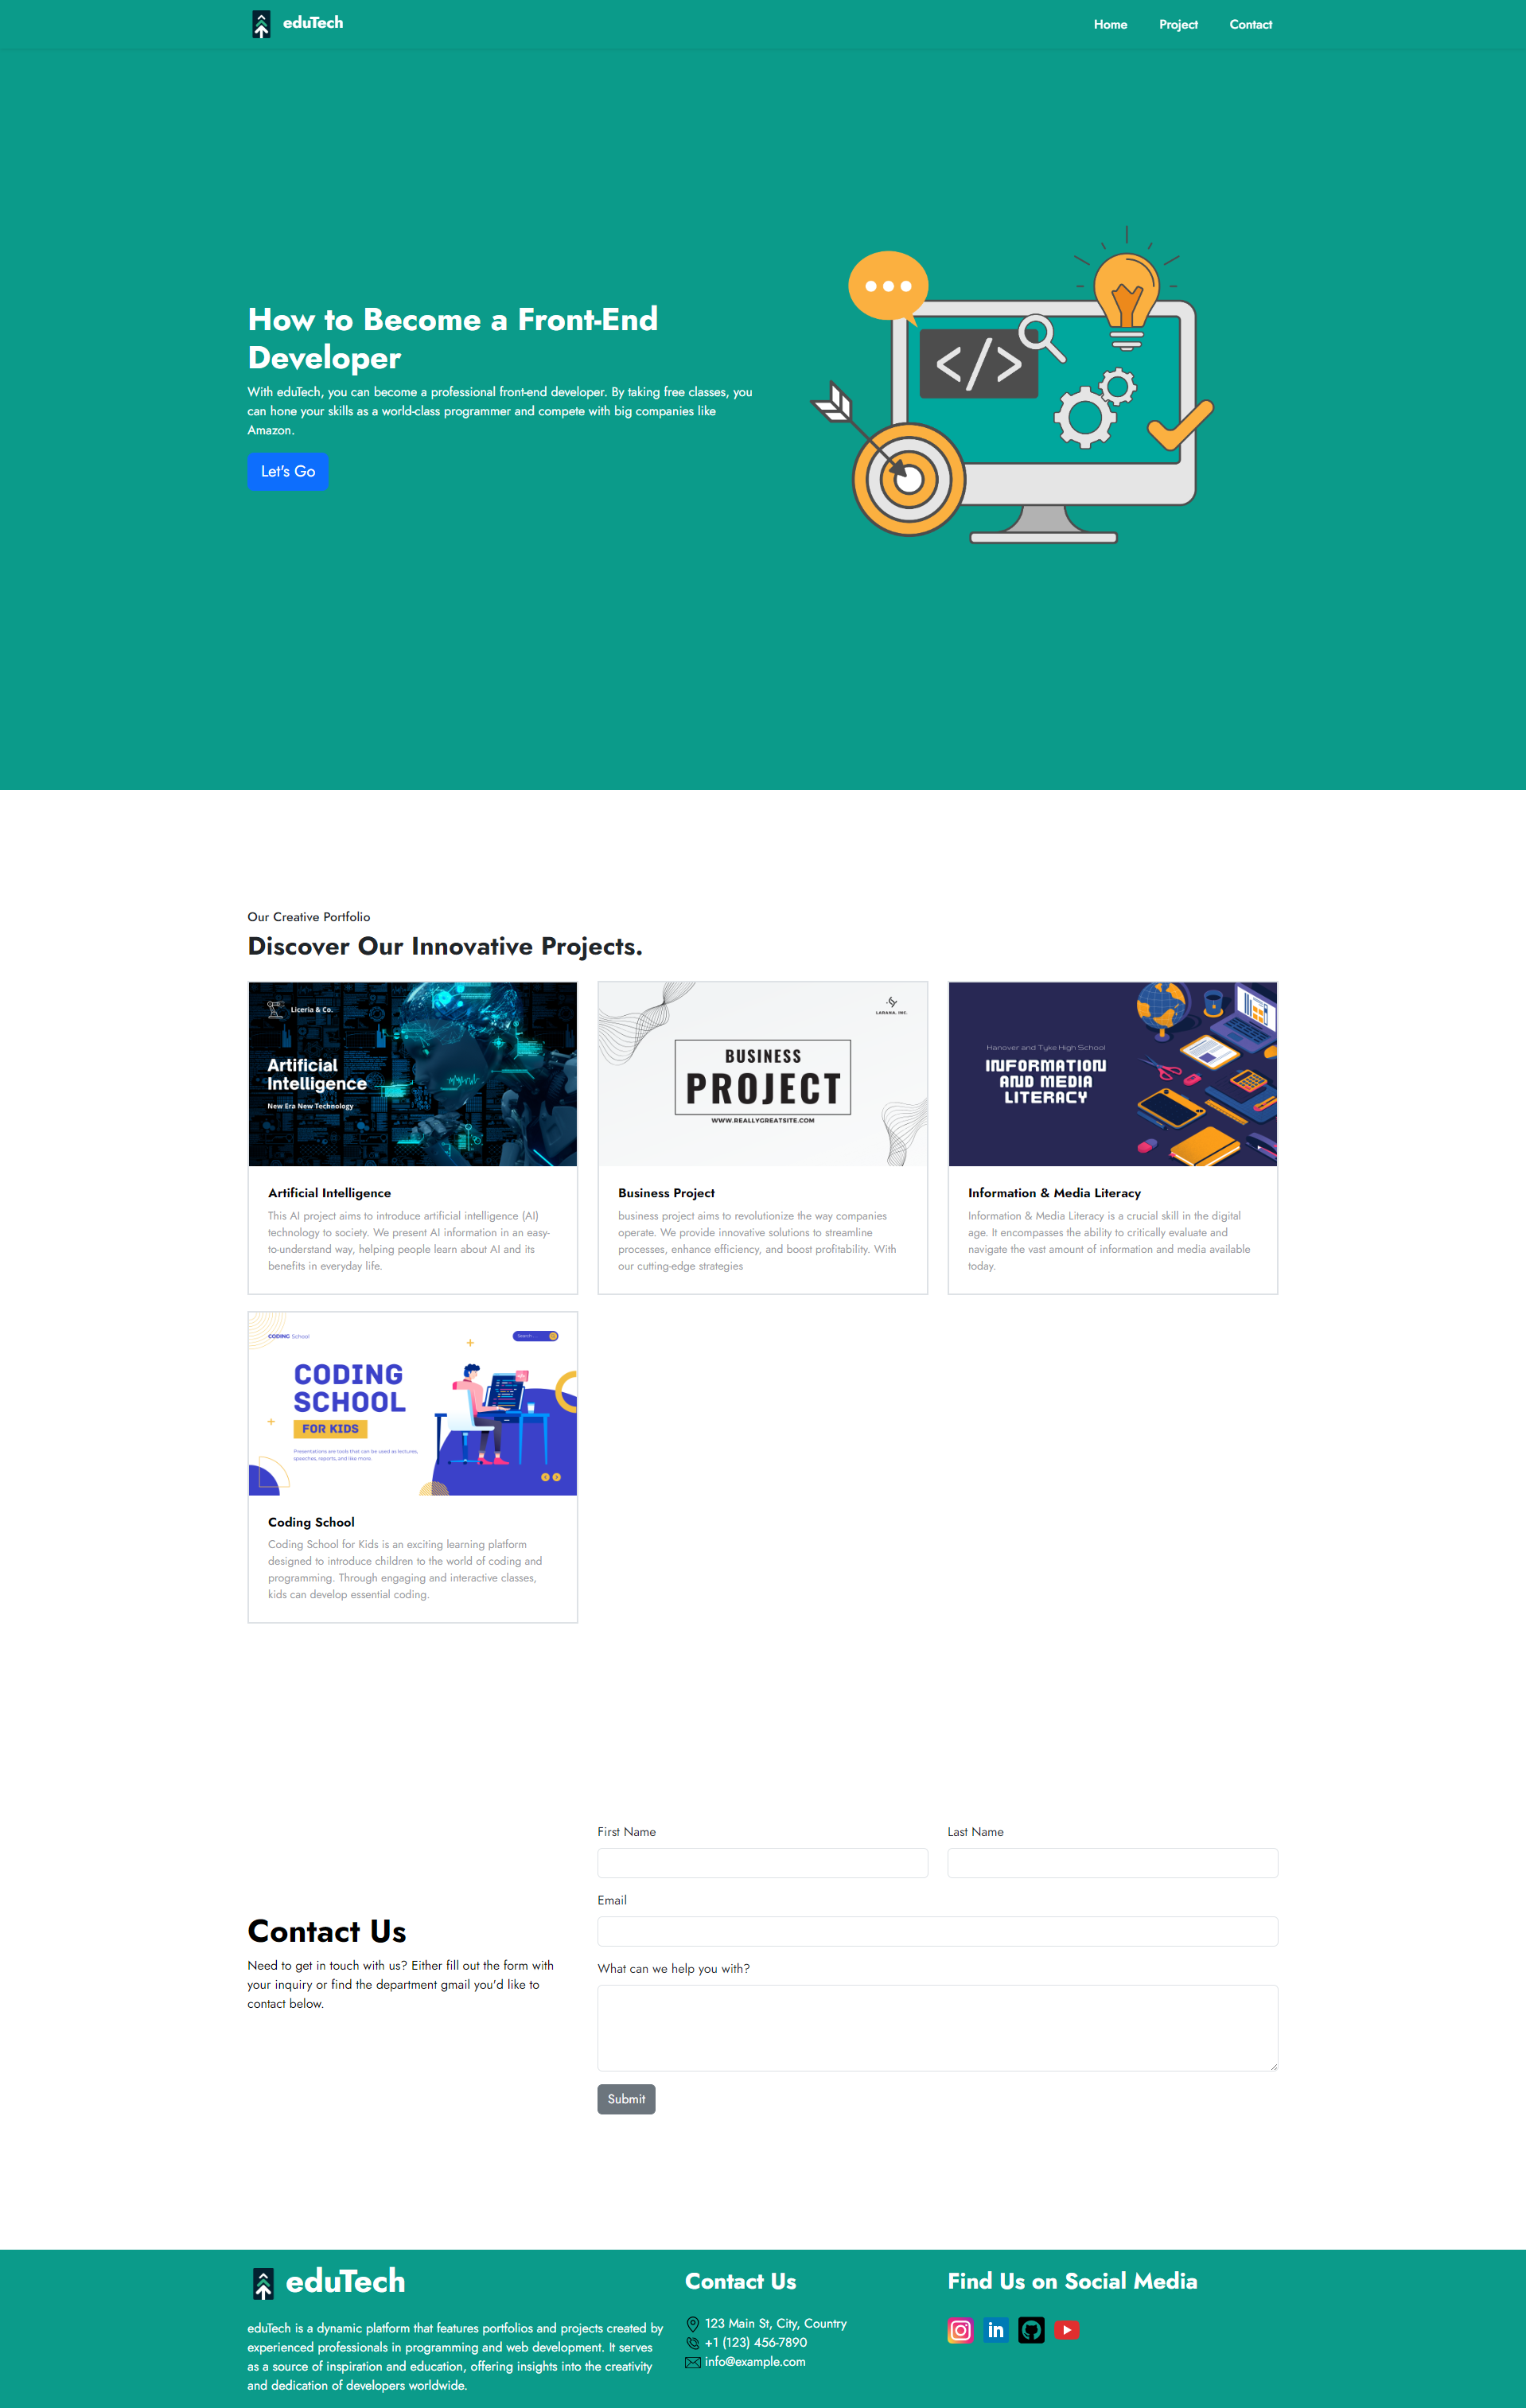 eduTech
Home
Project
Contact
How to Become a Front-End
Developer
With eduTech, you can become a professional front-end developer. By taking free classes, you
can hone your skills as a world-class programmer and compete with big companies like
Amazon.
Let's Go
</>
Our Creative Portfolio
Discover Our Innovative Projects.
Liceria & Co.
Artificial
Intelligence
New Era New Technology
Artificial Intelligence
This AI project aims to introduce artificial intelligence (AI)
technology to society. We present AI information in an easy-
to-understand way, helping people learn about AI and its
benefits in everyday life.
LARANA, INC.
BUSINESS
PROJECT
WWW.REALLYGREATSITE.COM
Business Project
business project aims to revolutionize the way companies
operate. We provide innovative solutions to streamline
processes, enhance efficiency, and boost profitability. With
our cutting-edge strategies
Hanover and Tyke High School
INFORMATION
AND MEDIA
LITERACY
Information & Media Literacy
Information & Media Literacy is a crucial skill in the digital
age. It encompasses the ability to critically evaluate and
navigate the vast amount of information and media available
today.
CODING School
Search . . .
CODING
SCHOOL
FOR KIDS
Presentations are tools that can be used as lectures,
speeches, reports, and like more.
Coding School
Coding School for Kids is an exciting learning platform
designed to introduce children to the world of coding and
programming. Through engaging and interactive classes,
kids can develop essential coding.
Contact Us
Need to get in touch with us? Either fill out the form with
your inquiry or find the department gmail you'd like to
contact below.
First Name
Last Name
Email
What can we help you with?
Submit
eduTech
eduTech is a dynamic platform that features portfolios and projects created by
experienced professionals in programming and web development. It serves
as a source of inspiration and education, offering insights into the creativity
and dedication of developers worldwide.
Contact Us
123 Main St, City, Country
+1 (123) 456-7890
info@example.com
Find Us on Social Media
in